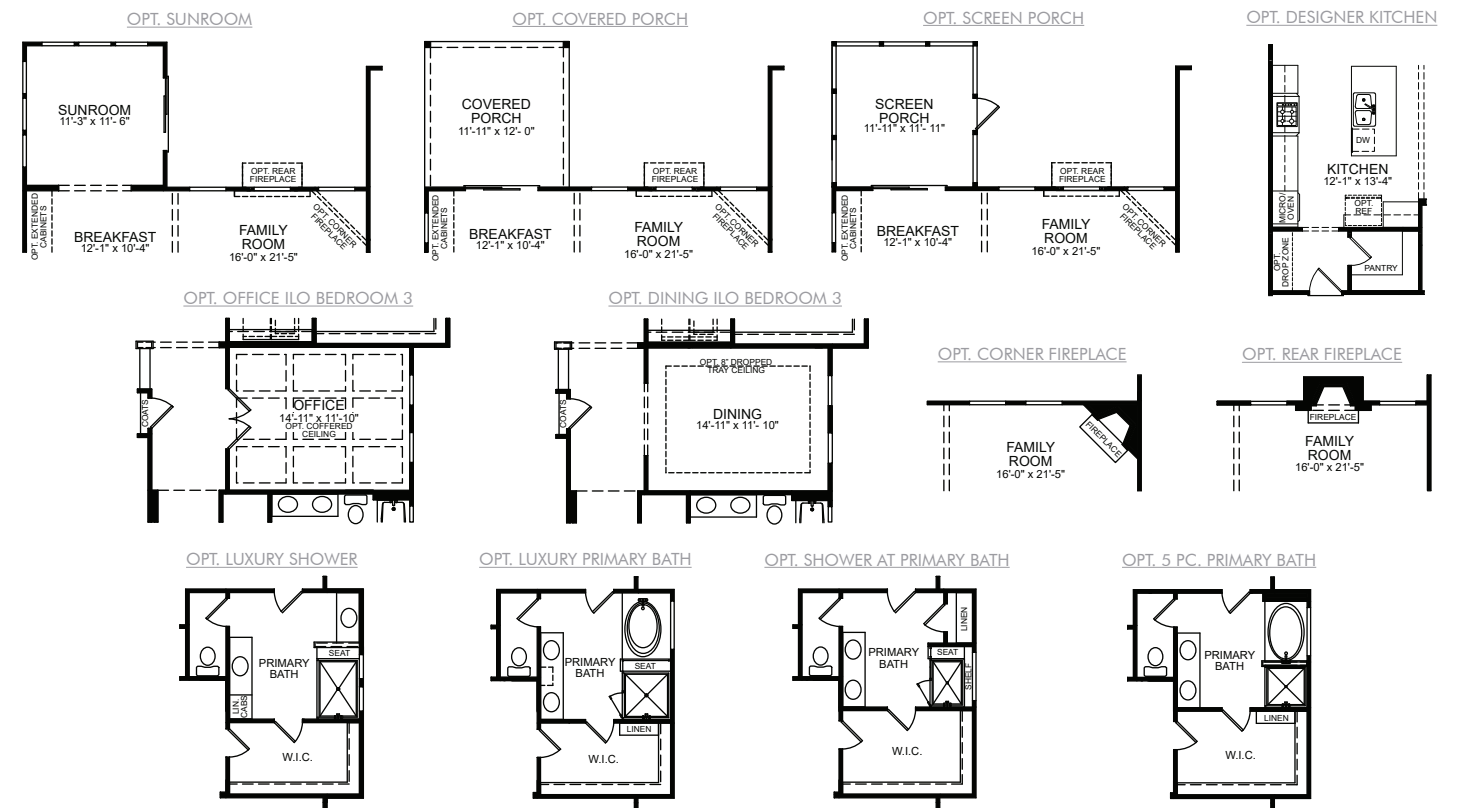 OPT. SUNROOM
SUNROOM
11'-3" x 11'- 6"
OPT. REAR
FIREPLACE
OPT. EXTENDED
CABINETS
BREAKFAST
12'-1" x 10'-4"
FAMILY
ROOM
16'-0" x 21'-5"
OPT. CORNER
FIREPLACE
OPT. COVERED PORCH
COVERED
PORCH
11'-11" x 12'- 0"
OPT. REAR
FIREPLACE
OPT. EXTENDED
CABINETS
BREAKFAST
12'-1" x 10'-4"
FAMILY
ROOM
16'-0" x 21'-5"
OPT. CORNER
FIREPLACE
OPT. SCREEN PORCH
SCREEN
PORCH
11'-11" x 11'- 11"
OPT. REAR
FIREPLACE
OPT. EXTENDED
CABINETS
BREAKFAST
12'-1" x 10'-4"
FAMILY
ROOM
16'-0" x 21'-5"
OPT. CORNER
FIREPLACE
OPT. DESIGNER KITCHEN
DW
KITCHEN
12'-1" x 13'-4"
MICRO/
OVEN
OPT.
REF
OPT.
DROP ZONE
PANTRY
OPT. OFFICE ILO BEDROOM 3
COATS
OFFICE
14'-11" x 11'-10"
OPT. COFFERED
CEILING
OPT. DINING ILO BEDROOM 3
OPT. 8" DROPPED
TRAY CEILING
COATS
DINING
14'-11" x 11'- 10"
OPT. CORNER FIREPLACE
FIREPLACE
FAMILY
ROOM
16'-0" x 21'-5"
OPT. REAR FIREPLACE
FIREPLACE
FAMILY
ROOM
16'-0" x 21'-5"
OPT. LUXURY SHOWER
SEAT
PRIMARY
BATH
LIN.
CABS
W.I.C.
OPT. LUXURY PRIMARY BATH
PRIMARY
BATH
SEAT
LINEN
W.I.C.
OPT. SHOWER AT PRIMARY BATH
LINEN
PRIMARY
BATH
SEAT
SHELF
W.I.C.
OPT. 5 PC. PRIMARY BATH
PRIMARY
BATH
LINEN
W.I.C.